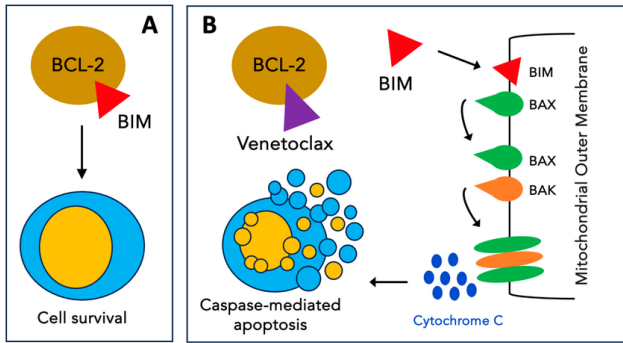 A
BCL-2
BIM
Cell survival
B
BCL-2
Venetoclax
BIM
BIM
BAX
BAX
BAK
Mitochondrial Outer Membrane
Cytochrome C
Caspase-mediated
apoptosis